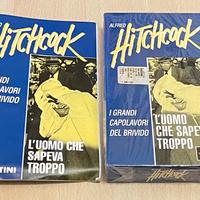 HITCHCOCK
NDI
LAVORI
IVIDO
L'UOMO CHE
SAPEVA
TROPPO
TINI
ALFRED
HITCHCOCK
I GRANDI
CAPOLAVORI
DEL BRIVIDO
L'UOMO CHE
SAPEVA
TROPPO
Hitchcock